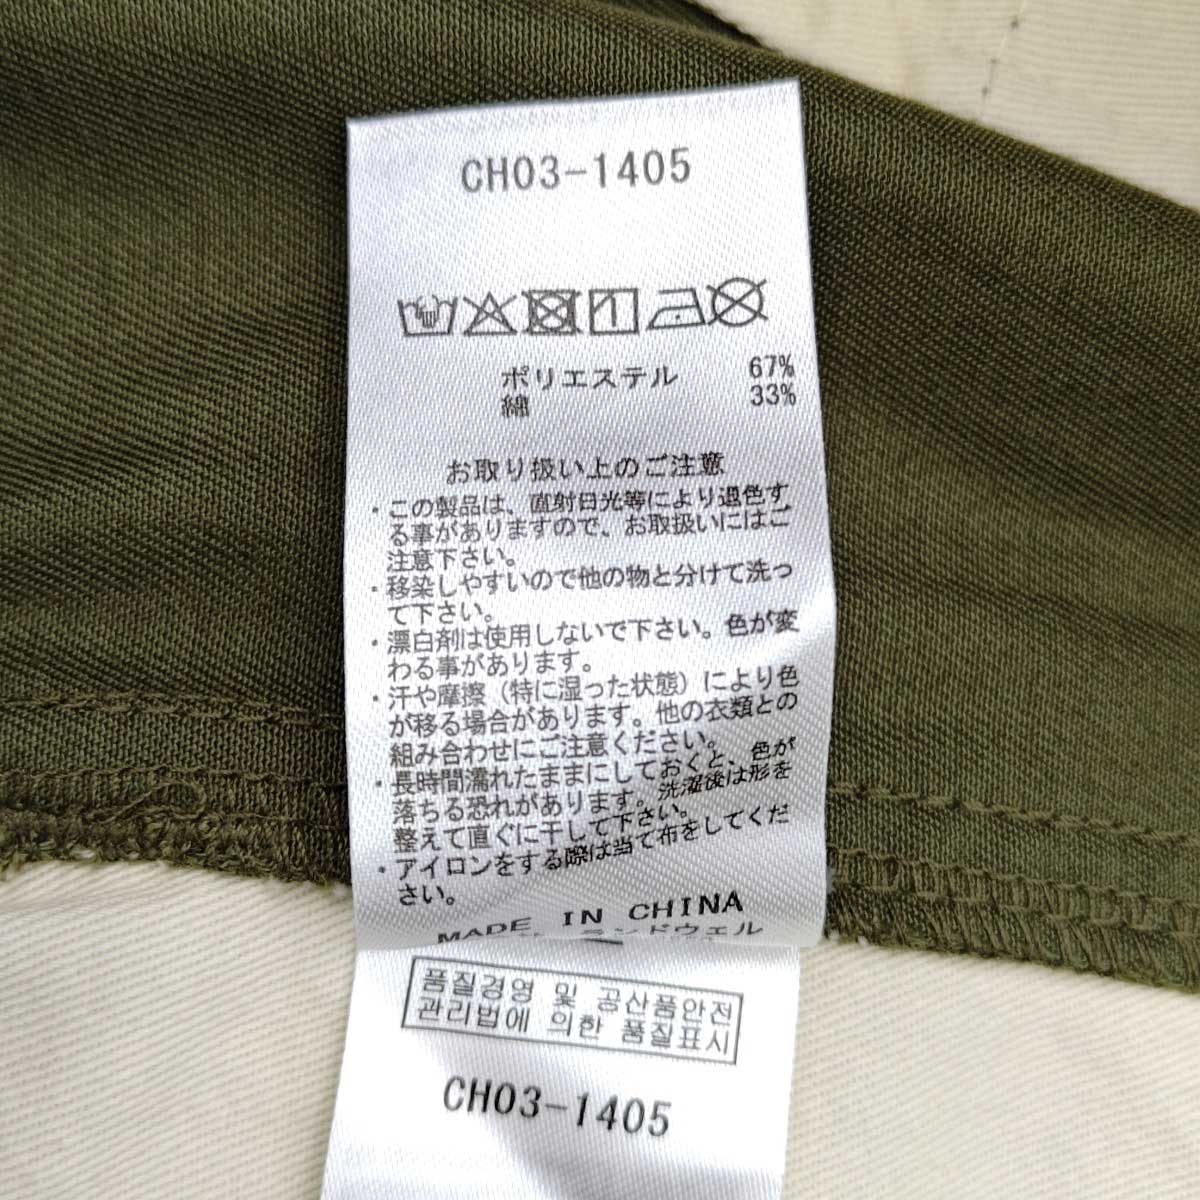 CH03-1405
ポリエステル 67%
綿 33%
お取り扱い上のご注意
・この製品は、直射日光等により退色す
る事がありますので、お取扱いにはご
注意下さい。
・移染しやすいので他の物と分けて洗っ
て下さい。
・漂白剤は使用しないで下さい。色が変
わる事があります。
・汗や摩擦（特に湿った状態）により色
が移る場合があります。他の衣類との
組み合わせにご注意ください。
・長時間濡れたままにしておくと、色が
落ちる恐れがあります。洗濯後は形を
整えて直ぐに干して下さい。
・アイロンをする際は当て布をしてくだ
さい。
MADE IN CHINA
ランドウェル
품질경영 및 공산품안전
관리법에 의한 품질표시
CH03-1405